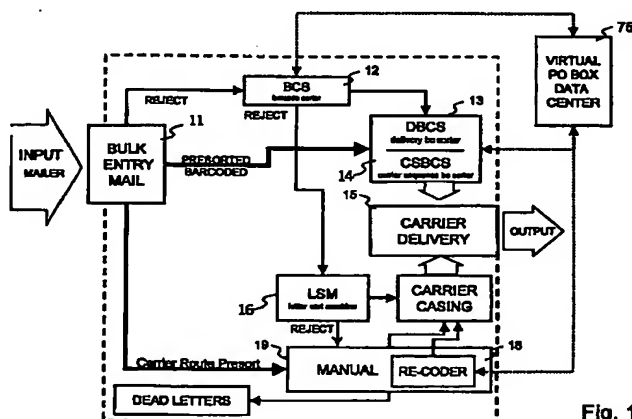 75
VIRTUAL
PO BOX
DATA
CENTER
12
BCS
barcode sorter
REJECT
REJECT
13
11
DBCS
delivery bc sorter
INPUT
MAILER
BULK
ENTRY
MAIL
PRESORTED
BARCODED
CSBCS
carrier sequence bc sorter
14
15
CARRIER
DELIVERY
OUTPUT
LSM
letter sort machine
16
CARRIER
CASING
REJECT
19
18
Carrier Route Presort
MANUAL
RE-CODER
DEAD LETTERS
Fig. 1